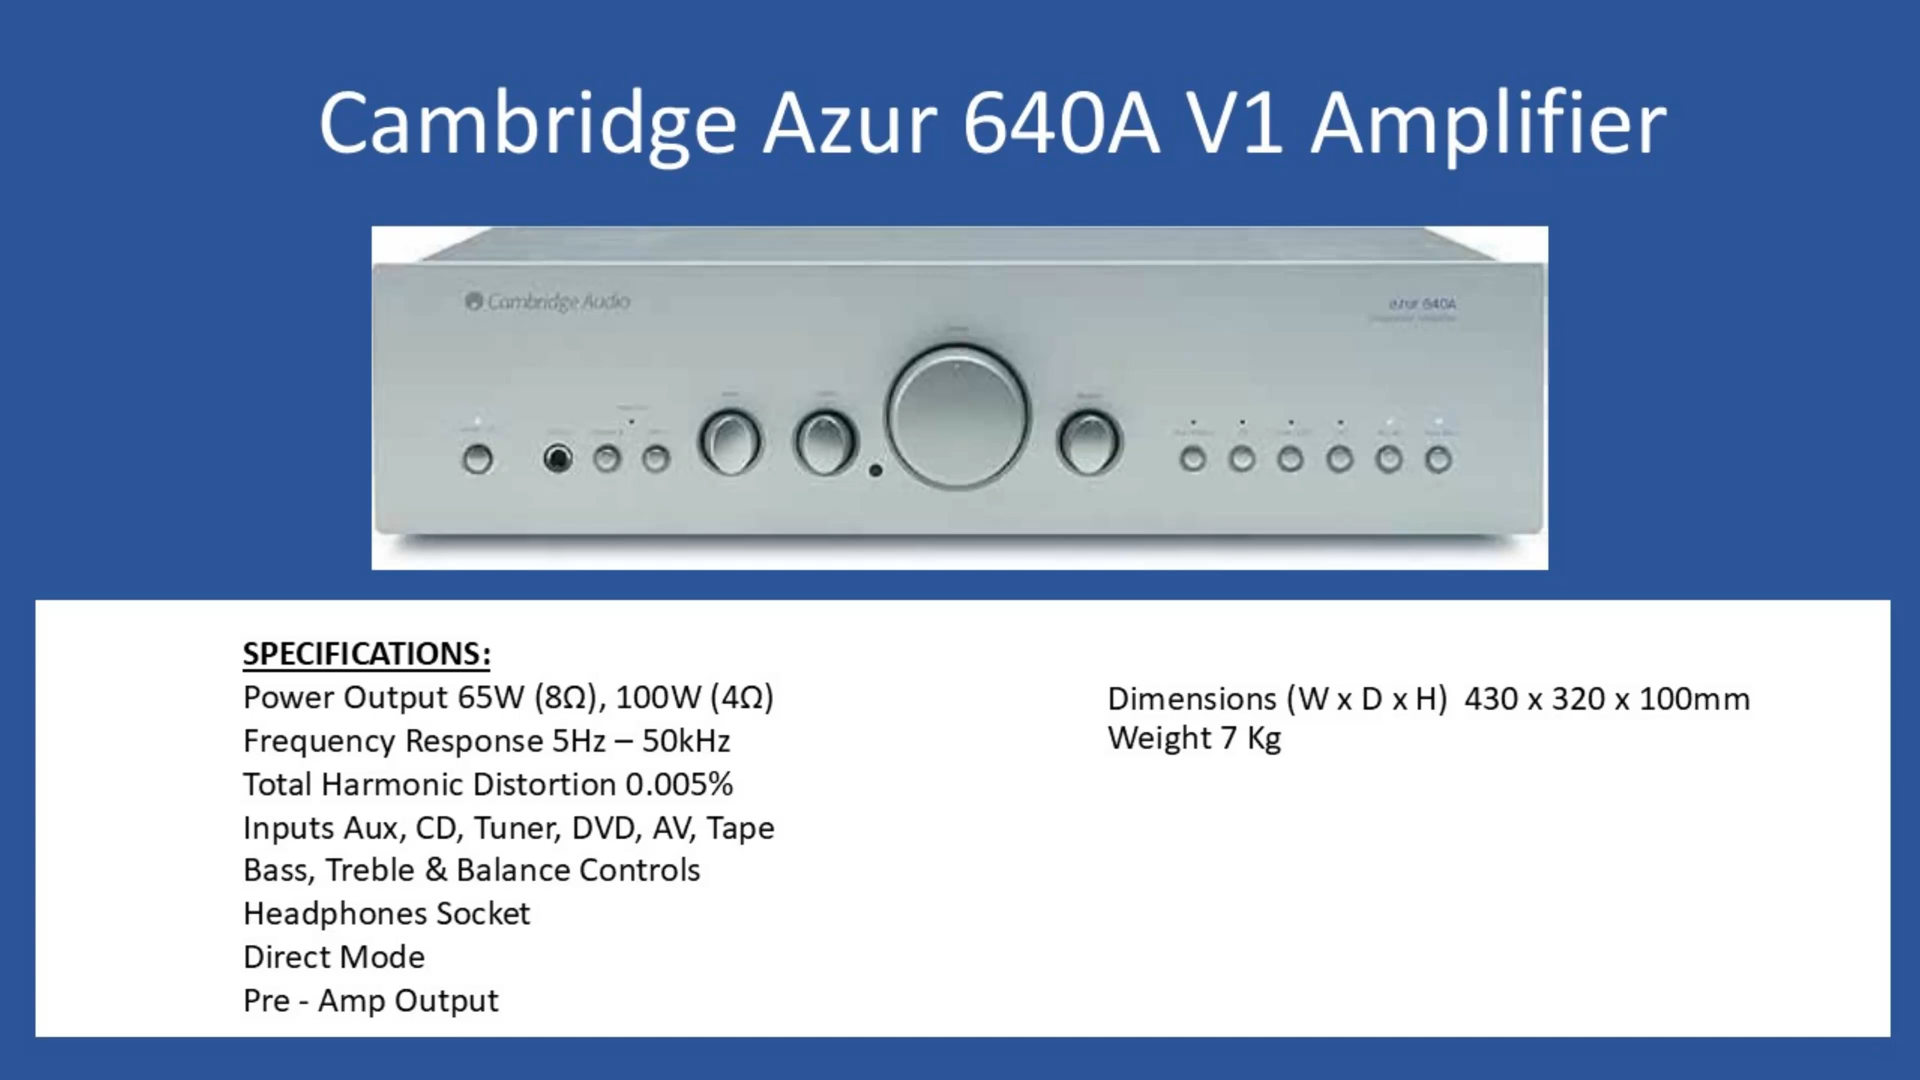 Cambridge Azur 640A V1 Amplifier
Cambridge Audio
azur 640A
SPECIFICATIONS:
Power Output 65W (8Ω), 100W (4Ω)
Frequency Response 5Hz – 50kHz
Total Harmonic Distortion 0.005%
Inputs Aux, CD, Tuner, DVD, AV, Tape
Bass, Treble & Balance Controls
Headphones Socket
Direct Mode
Pre - Amp Output
Dimensions (W x D x H)  430 x 320 x 100mm
Weight 7 Kg